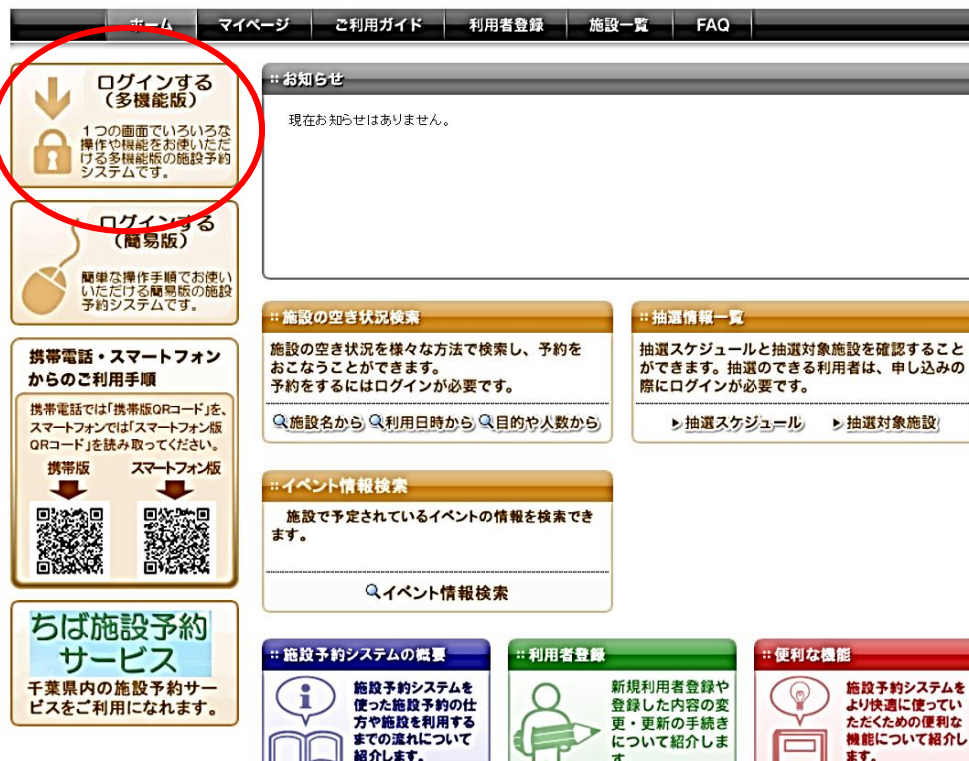 ホーム マイページ ご利用ガイド 利用者登録 施設一覧 FAQ
ログインする
(多機能版)
1つの画面でいろいろな
操作や機能をお使いただ
ける多機能版の施設予約
システムです。
ログインする
(簡易版)
簡単な操作手順でお使い
いただける簡易版の施設
予約システムです。
携帯電話・スマートフォン
からのご利用手順
携帯電話では「携帯版QRコード」を、
スマートフォンでは「スマートフォン版
QRコード」を読み取ってください。
携帯版 スマートフォン版
ちば施設予約
サービス
千葉県内の施設予約サー
ビスをご利用になれます。
お知らせ
現在お知らせはありません。
施設の空き状況検索
施設の空き状況を様々な方法で検索し、予約を
おこなうことができます。
予約をするにはログインが必要です。
施設名から 利用日時から 目的や人数から
抽選情報一覧
抽選スケジュールと抽選対象施設を確認すること
ができます。抽選のできる利用者は、申し込みの
際にログインが必要です。
抽選スケジュール 抽選対象施設
イベント情報検索
施設で予定されているイベントの情報を検索でき
ます。
イベント情報検索
施設予約システムの概要
施設予約システムを
使った施設予約の仕
方や施設を利用する
までの流れについて
紹介します。
利用者登録
新規利用者登録や
登録した内容の変
更・更新の手続き
について紹介しま
す。
便利な機能
施設予約システムを
より快適に使ってい
ただくための便利な
機能について紹介し
ます。